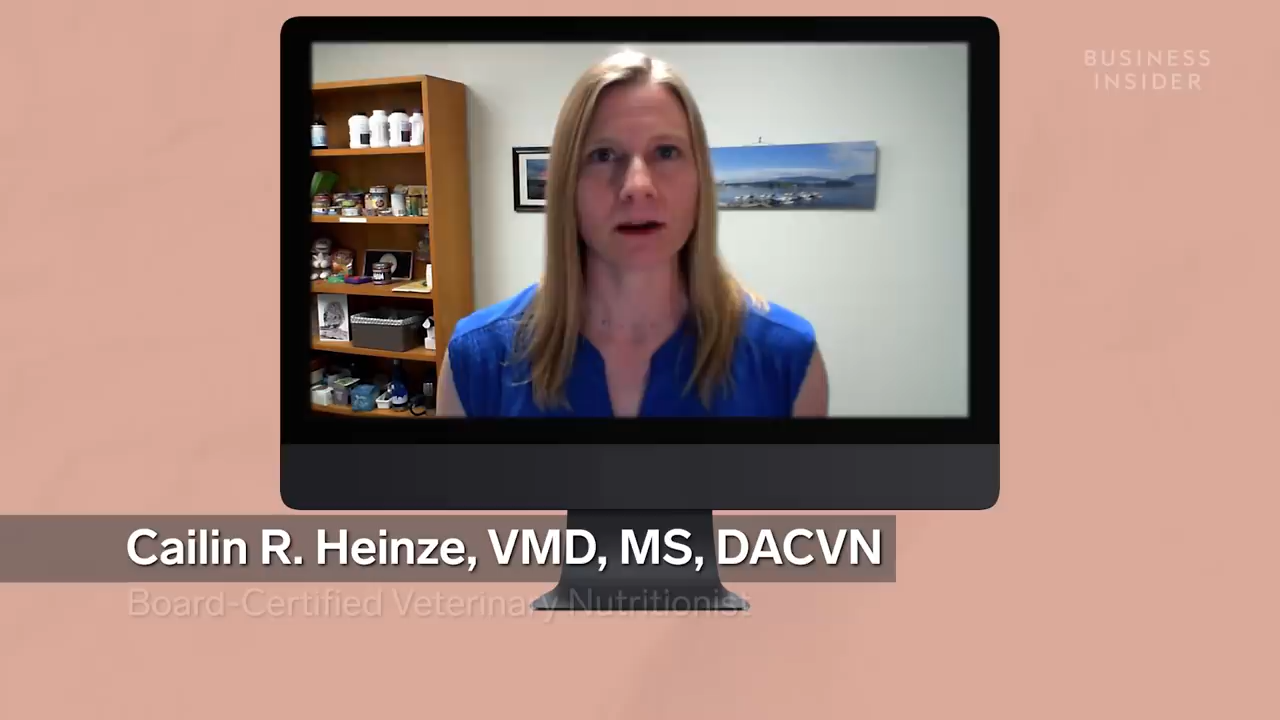 BUSINESS
INSIDER
Cailin R. Heinze, VMD, MS, DACVN
Board-Certified Veterinary Nutritionist